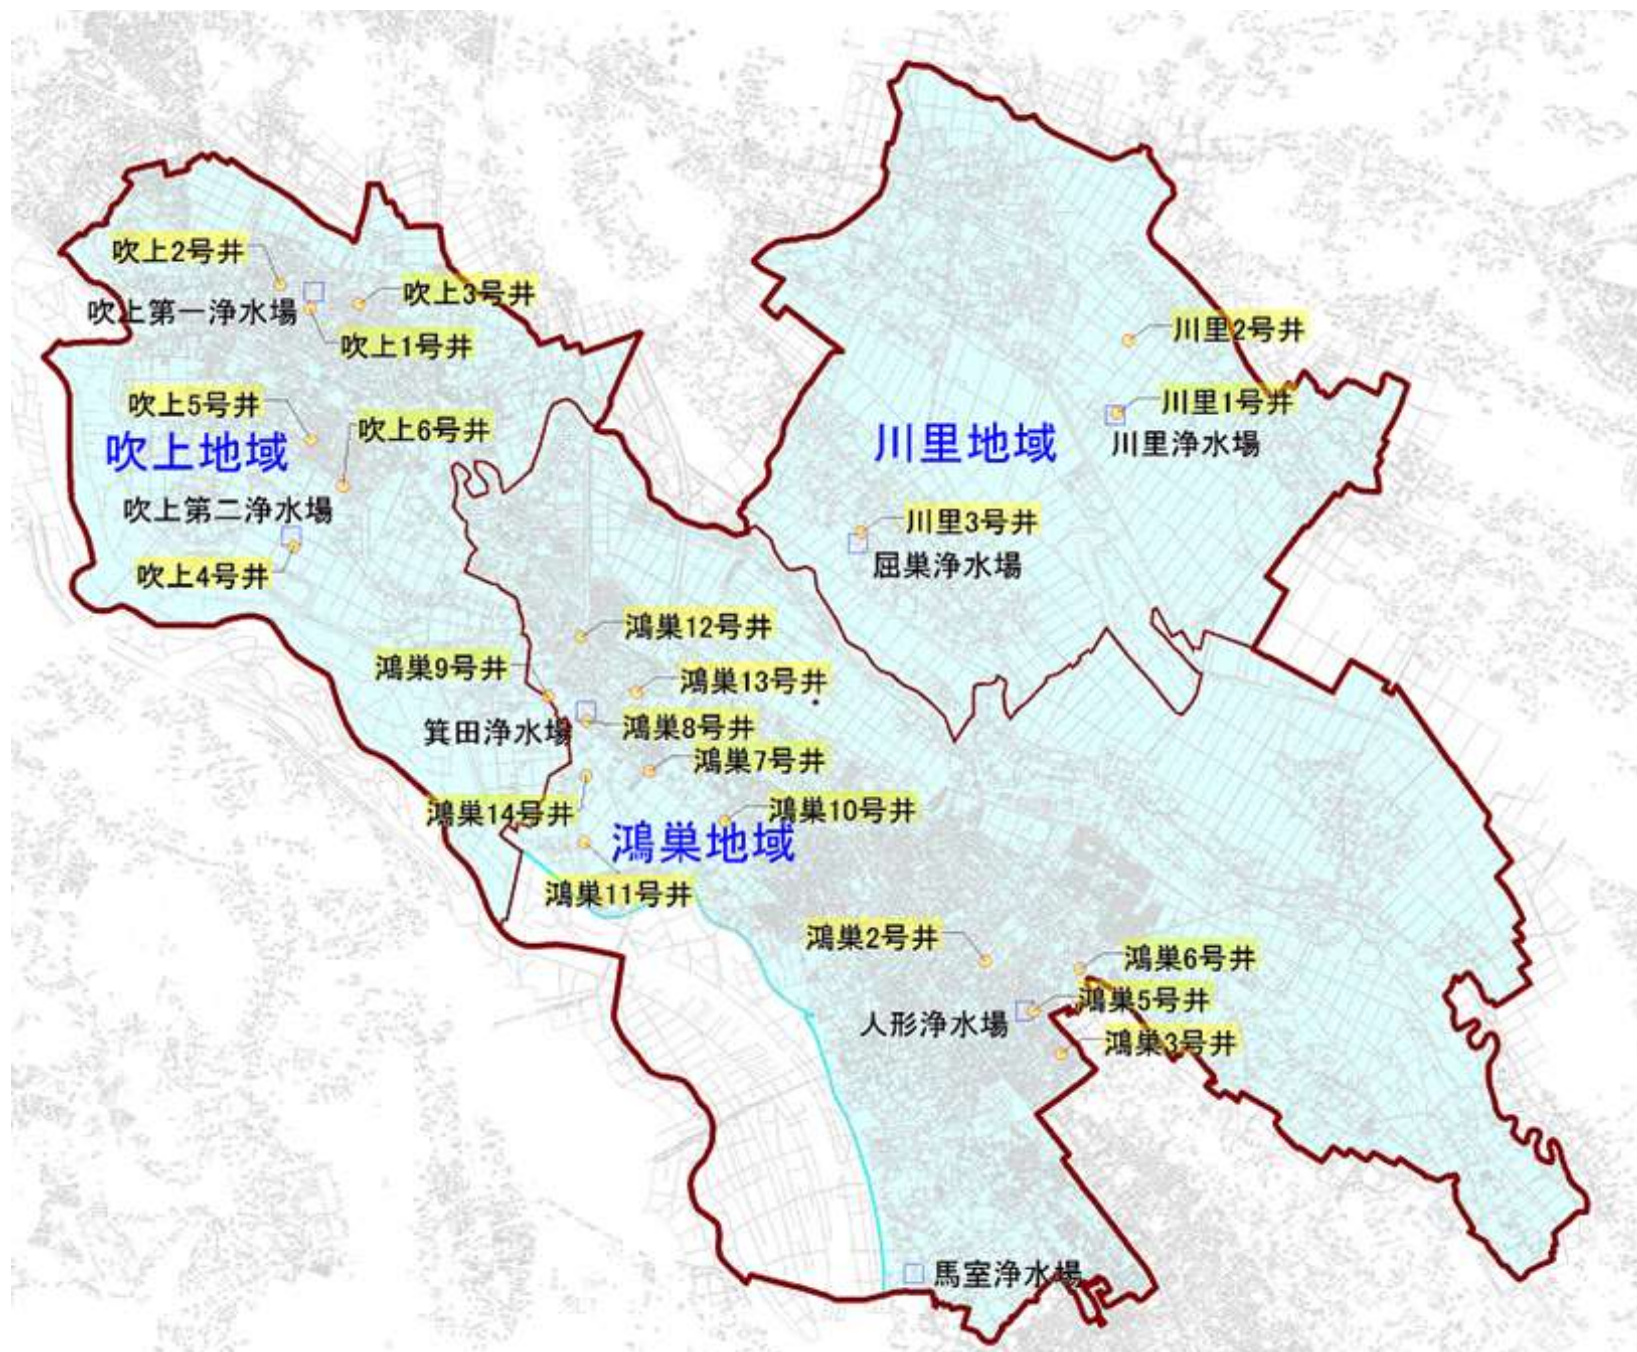 吹上2号井
吹上3号井
吹上第一浄水場
吹上1号井
吹上5号井
吹上6号井
吹上地域
吹上第二浄水場
吹上4号井
川里2号井
川里1号井
川里地域
川里浄水場
川里3号井
屈巣浄水場
鴻巣12号井
鴻巣9号井
鴻巣13号井
箕田浄水場
鴻巣8号井
鴻巣7号井
鴻巣14号井
鴻巣10号井
鴻巣地域
鴻巣11号井
鴻巣2号井
鴻巣6号井
鴻巣5号井
人形浄水場
鴻巣3号井
馬室浄水場